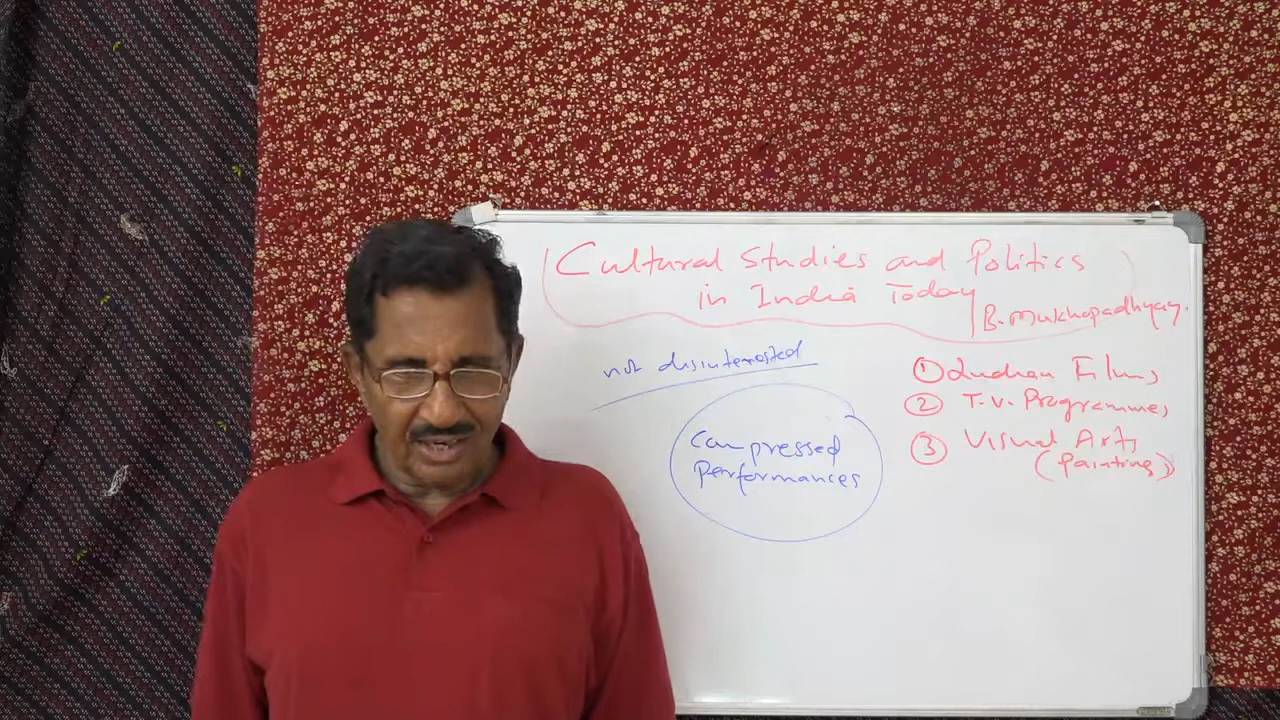 Cultural Studies and Politics
in India Today
B. Mukhopadhyay.
not disinterested
Compressed
performances
① Indian Films
② T.V. Programmes
③ Visual Arts
(paintings)